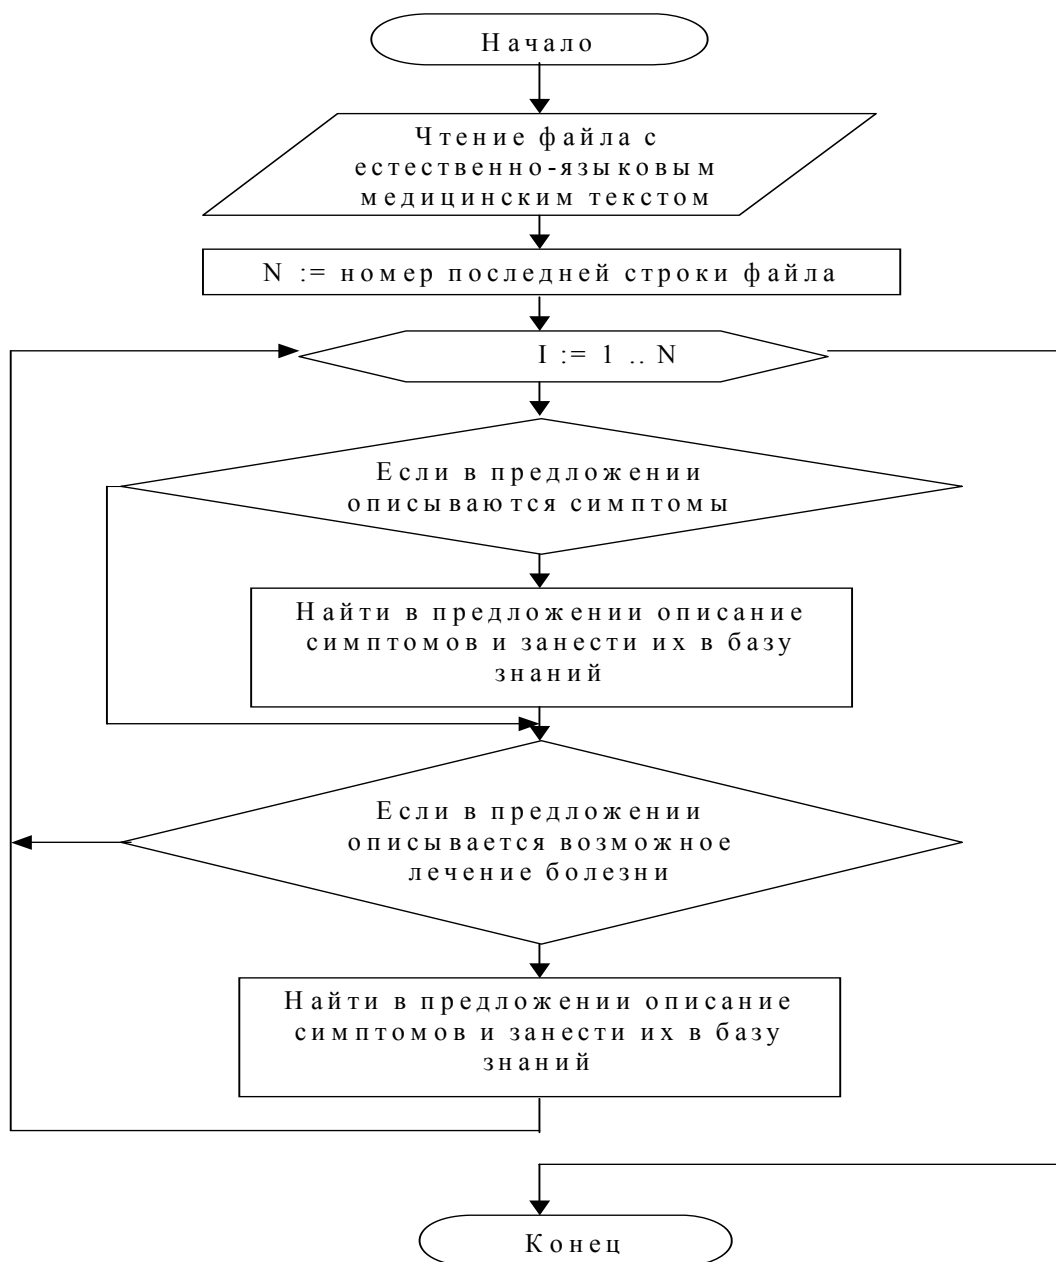 Начало
Чтение файла с
естественно-языковым
медицинским текстом
N := номер последней строки файла
I := 1 .. N
Если в предложении
описываются симптомы
Найти в предложении описание
симптомов и занести их в базу
знаний
Если в предложении
описывается возможное
лечение болезни
Найти в предложении описание
симптомов и занести их в базу
знаний
Конец